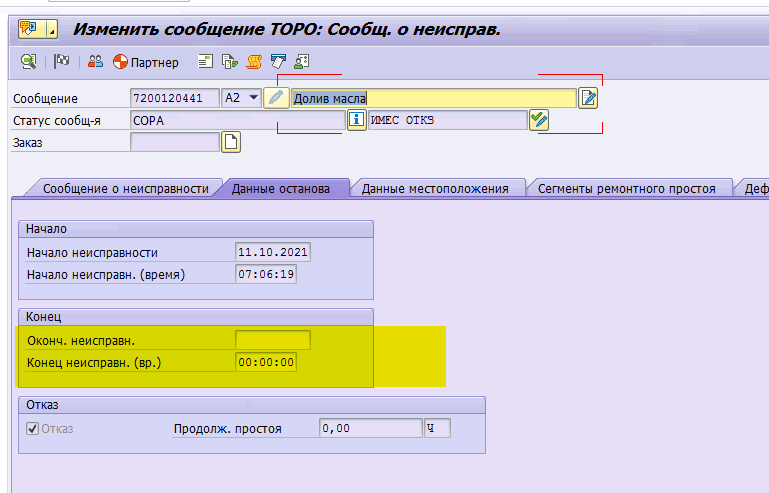 Изменить сообщение ТОРО: Сообщ. о неисправ.
Партнер
Сообщение 7200120441 A2 Долив масла
Статус сообщ-я СОРА ИМЕС ОТКЗ
Заказ
Сообщение о неисправности Данные останова Данные местоположения Сегменты ремонтного простоя Деф
Начало
Начало неисправности 11.10.2021
Начало неисправн. (время) 07:06:19
Конец
Оконч. неисправн.
Конец неисправн. (вр.) 00:00:00
Отказ
Отказ Продолж. простоя 0,00 Ч